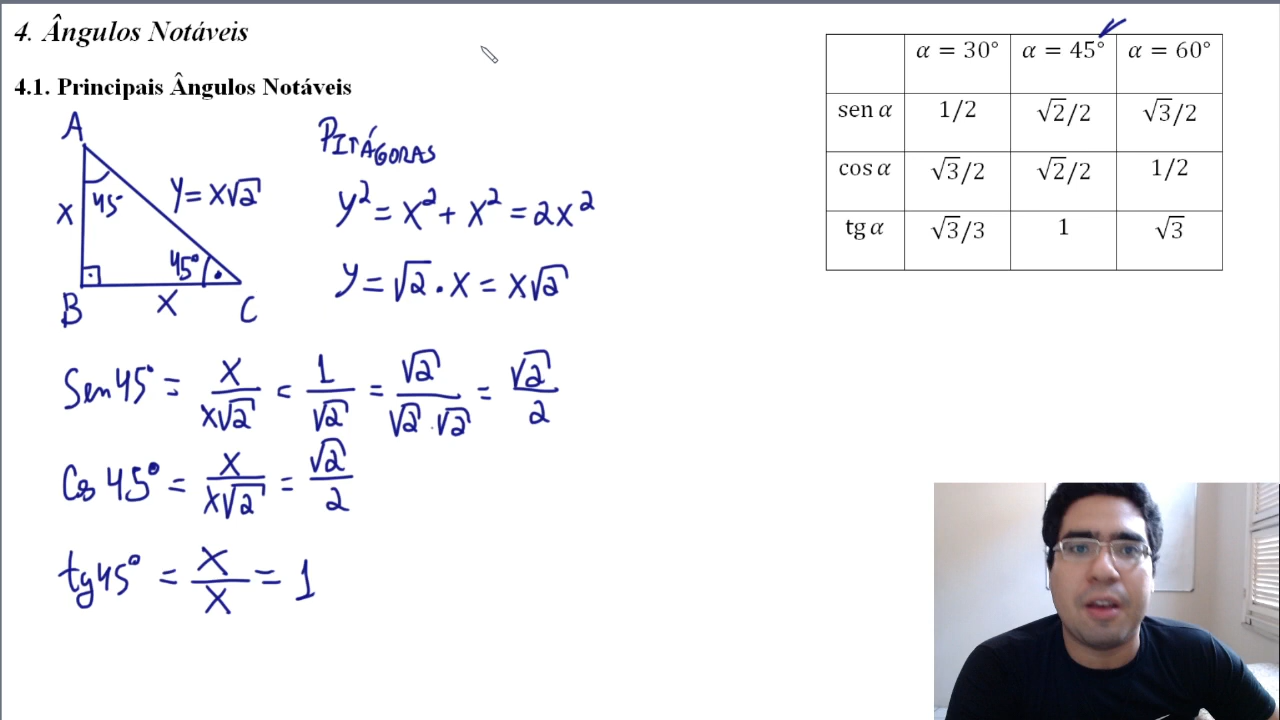 4. Ângulos Notáveis
4.1. Principais Ângulos Notáveis
A
x
45
y = x√2
45°
B
x
C
PITÁGORAS
y² = x² + x² = 2x²
y = √2 · x = x√2
Sen 45° = x/x√2 = 1/√2 = √2/√2·√2 = √2/2
Cos 45° = x/x√2 = √2/2
tg 45° = x/x = 1
α = 30° α = 45° α = 60°
sen α 1/2 √2/2 √3/2
cos α √3/2 √2/2 1/2
tg α √3/3 1 √3